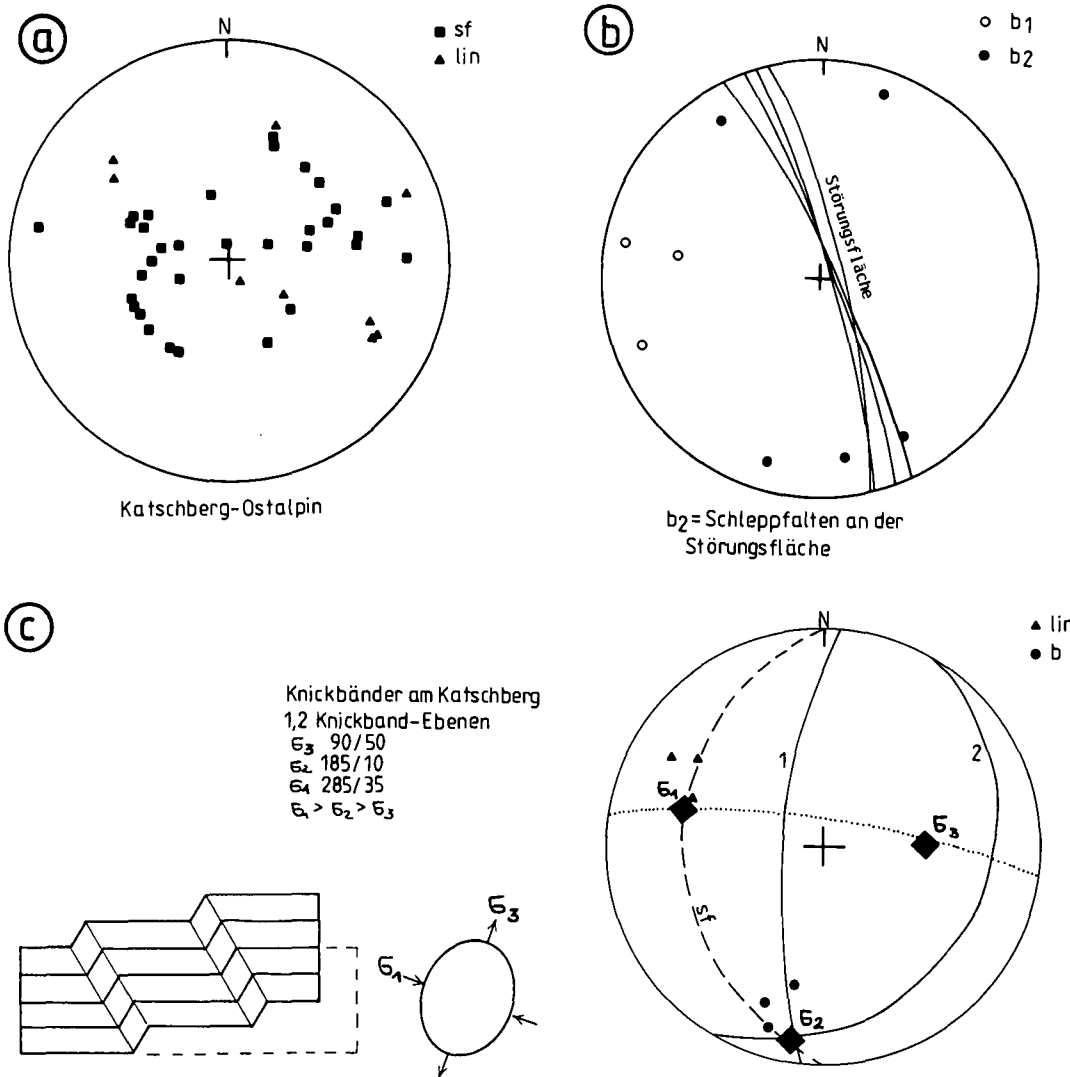 a
N
sf
lin
Katschberg-Ostalpin
b
N
b1
b2
Störungsfläche
b2=Schleppfalten an der
Störungsfläche
c
Knickbänder am Katschberg
1,2 Knickband-Ebenen
σ3 90/50
σ2 185/10
σ1 285/35
σ1 > σ2 > σ3
σ3
σ1
N
lin
b
1
2
σ1
σ3
sf
σ2